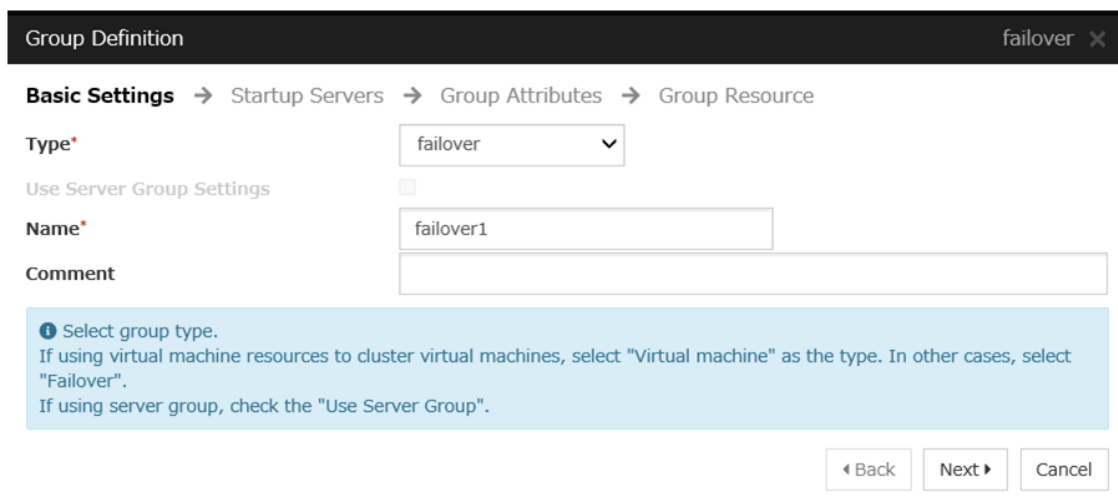 Group Definition failover ×
Basic Settings → Startup Servers → Group Attributes → Group Resource
Type* failover
Use Server Group Settings
Name* failover1
Comment
Select group type.
If using virtual machine resources to cluster virtual machines, select "Virtual machine" as the type. In other cases, select
"Failover".
If using server group, check the "Use Server Group".
Back Next Cancel